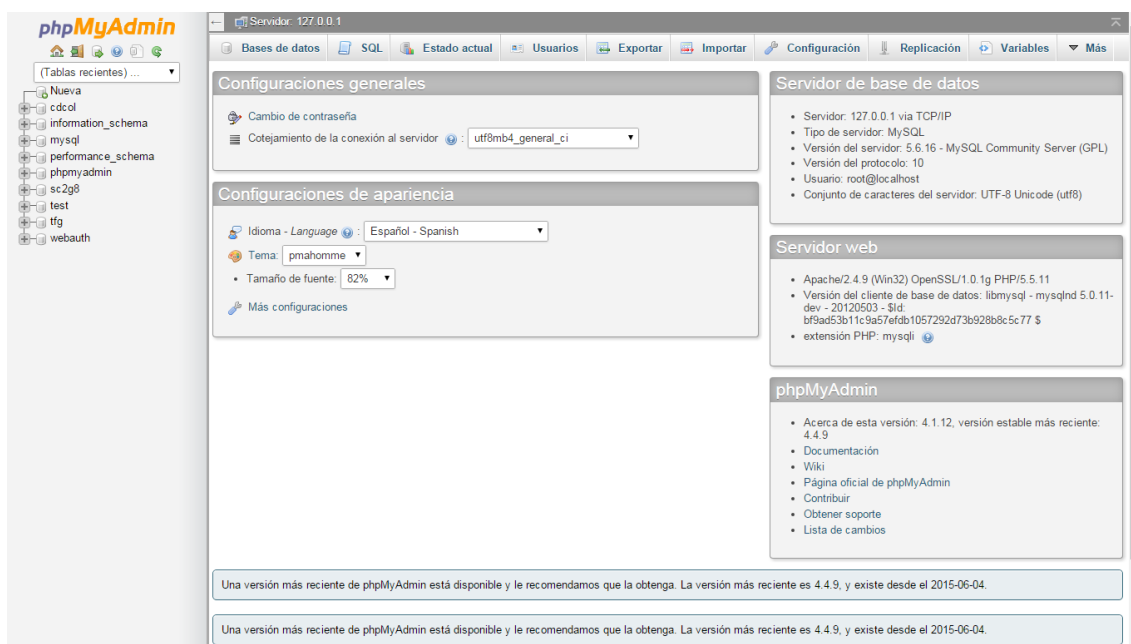 phpMyAdmin
(Tablas recientes) ...
Nueva
cdcol
information_schema
mysql
performance_schema
phpmyadmin
sc2g8
test
tfg
webauth
Servidor: 127.0.0.1
Bases de datos SQL Estado actual Usuarios Exportar Importar Configuración Replicación Variables Más
Configuraciones generales
Cambio de contraseña
Cotejamiento de la conexión al servidor : utf8mb4_general_ci
Configuraciones de apariencia
Idioma - Language : Español - Spanish
Tema: pmahomme
Tamaño de fuente: 82%
Más configuraciones
Servidor de base de datos
Servidor: 127.0.0.1 via TCP/IP
Tipo de servidor: MySQL
Versión del servidor: 5.6.16 - MySQL Community Server (GPL)
Versión del protocolo: 10
Usuario: root@localhost
Conjunto de caracteres del servidor: UTF-8 Unicode (utf8)
Servidor web
Apache/2.4.9 (Win32) OpenSSL/1.0.1g PHP/5.5.11
Versión del cliente de base de datos: libmysql - mysqlnd 5.0.11-
dev - 20120503 - $Id:
bf9ad53b11c9a57efdb1057292d73b928b8c5c77 $
extensión PHP: mysqli
phpMyAdmin
Acerca de esta versión: 4.1.12, versión estable más reciente:
4.4.9
Documentación
Wiki
Página oficial de phpMyAdmin
Contribuir
Obtener soporte
Lista de cambios
Una versión más reciente de phpMyAdmin está disponible y le recomendamos que la obtenga. La versión más reciente es 4.4.9, y existe desde el 2015-06-04.
Una versión más reciente de phpMyAdmin está disponible y le recomendamos que la obtenga. La versión más reciente es 4.4.9, y existe desde el 2015-06-04.